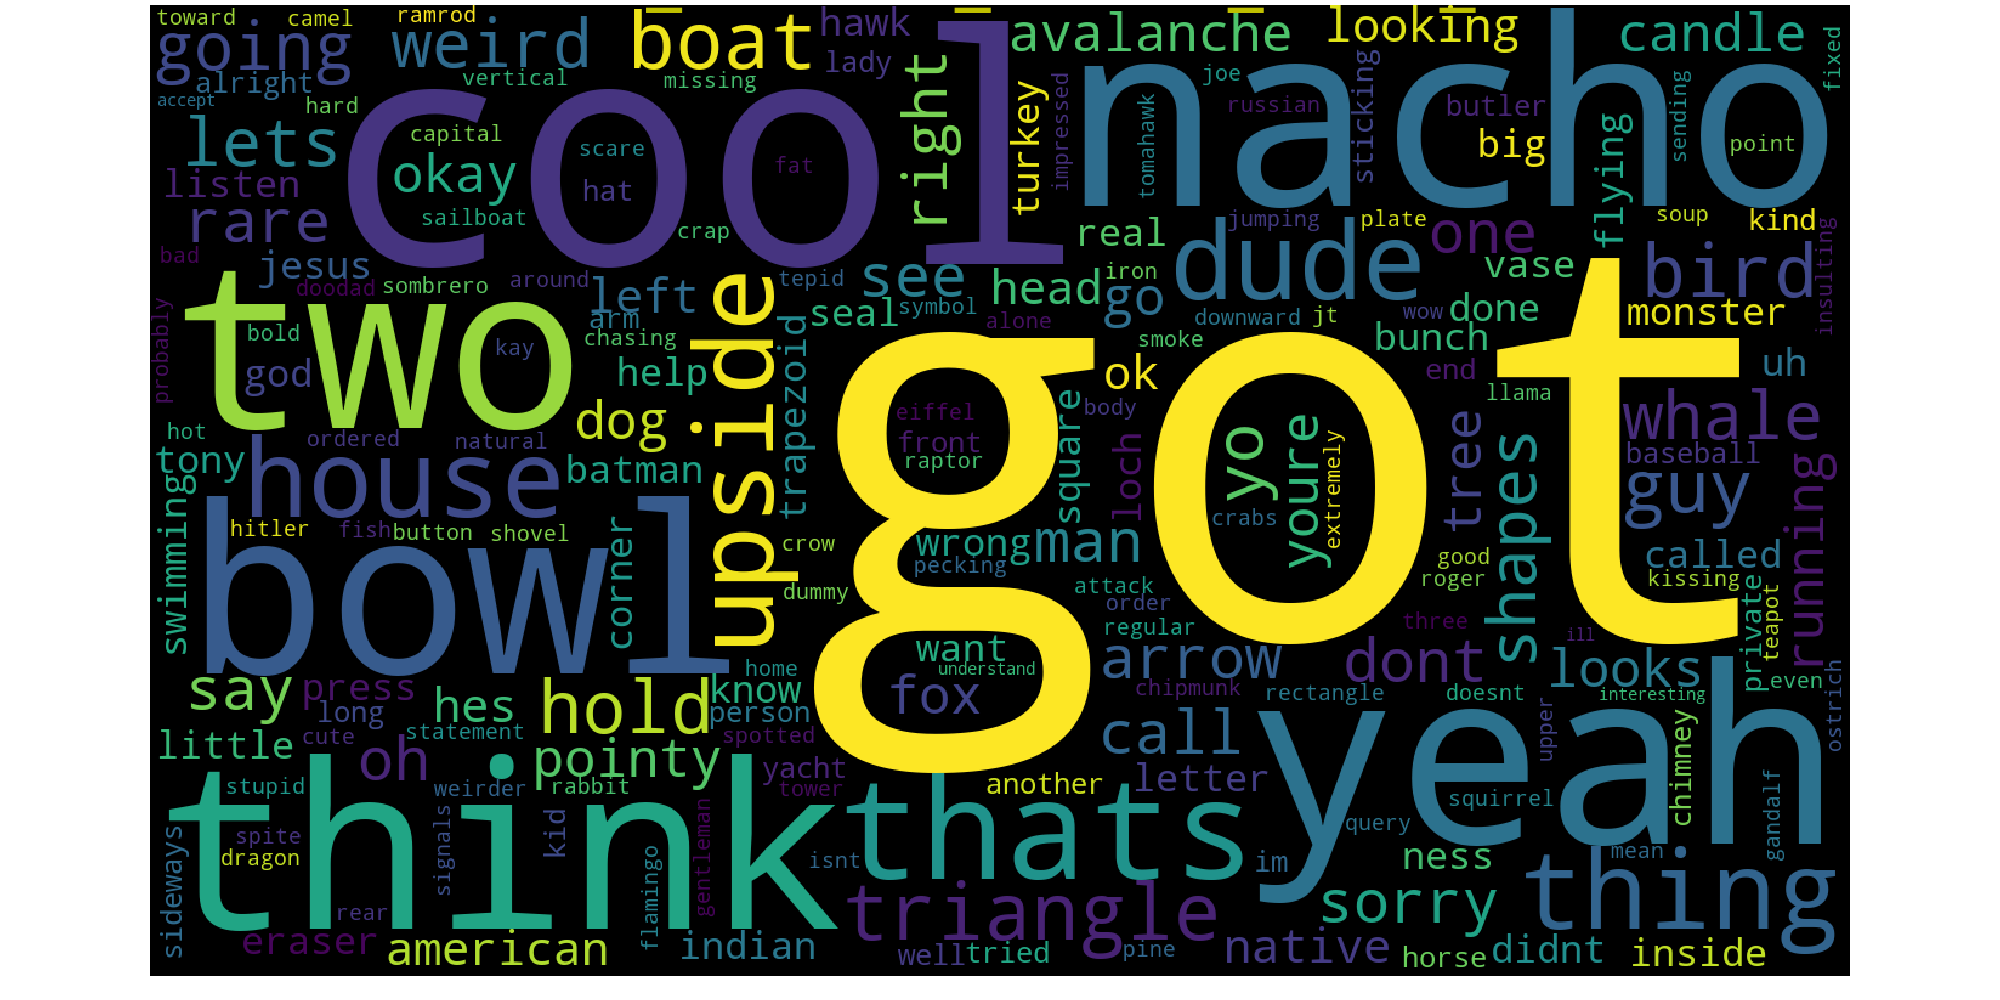 toward camel ramrod hawk avalanche looking candle
going weird boat cool nacho
lady joe fixed
alright vertical missing right turkey impressed tomahawk russian sticking butler sending
accept hard capital scare fat big point
lets okay hat flying
listen sailboat crap real jumping plate one soup kind insulting
rare
bad jesus doodad sombrero around left tepid see head go dude vase bird
two upside symbol iron
probably bold arm chasing seal alone downward smoke jt wow done monster
god kay help trapezoid ok bunch uh
got end llama
dog eiffel body square yo youre extremely tree shapes whale
hot ordered natural front loch baseball
tony house batman raptor guy running
swimming
bowl hitler fish button shovel corner crow wrong man crabs good called
pecking roger kissing
dummy attack order private teapot
regular three ill
want arrow dont looks
home understand
say press hes hold know fox chipmunk rectangle doesnt interesting even ostrich
long person
cute statement spotted call yeah upper chimney
little oh pointy yacht another letter
stupid weirder rabbit tower squirrel gandalf
think thats
sideways spite signals kid gentleman query
dragon flamingo isnt im ness mean
rear triangle sorry thing
eraser american indian well tried pine native horse didnt inside